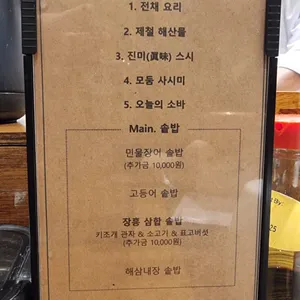 1. 전채 요리
2. 제철 해산물
3. 진미(眞味) 스시
4. 모둠 사시미
5. 오늘의 소바
Main. 솥밥
민물장어 솥밥
(추가금 10,000원)
고등어 솥밥
장흥 삼합 솥밥
키조개 관자 & 소고기 & 표고버섯
(추가금 10,000원)
해삼내장 솥밥